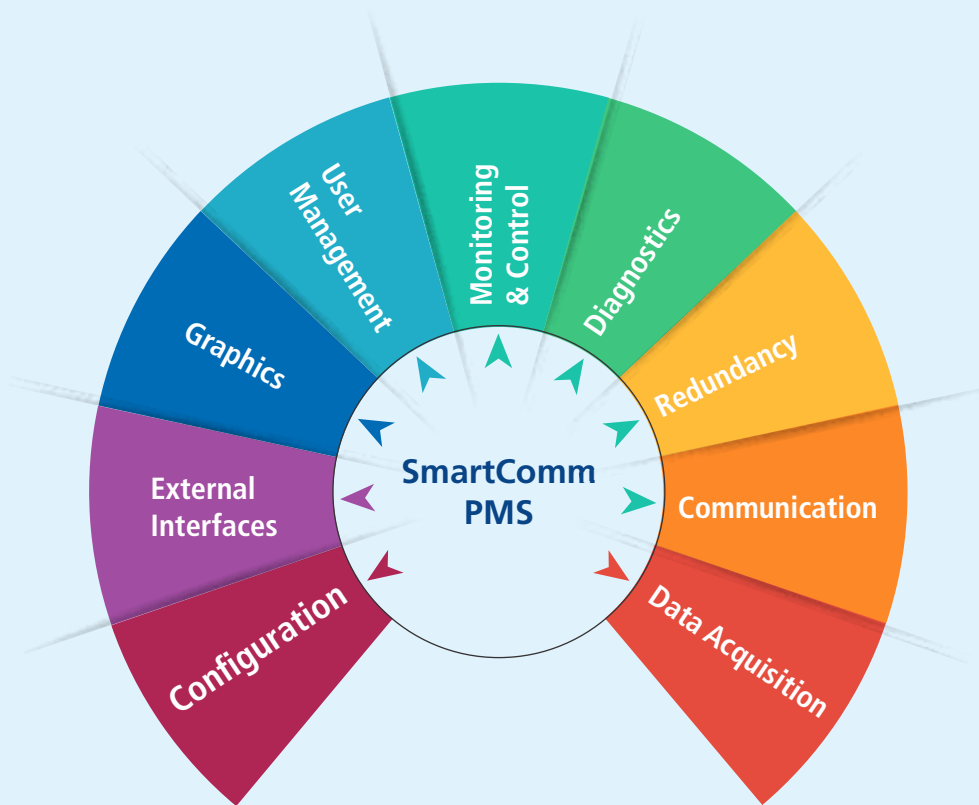 User
Management
Monitoring
& Control
Diagnostics
Graphics
Redundancy
External
Interfaces
SmartComm
PMS
Communication
Configuration
Data Acquisition